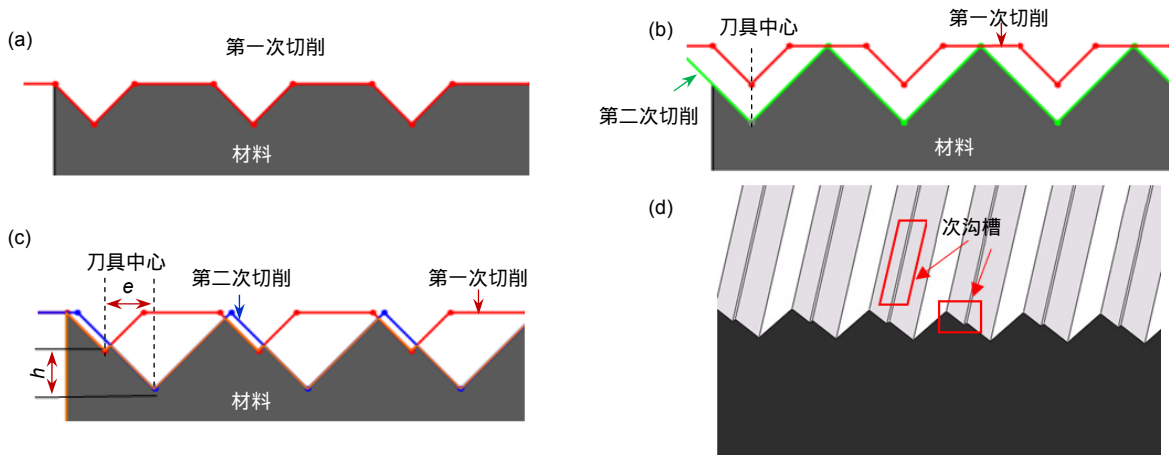 (a)
第一次切削
材料
(b)
刀具中心
第一次切削
第二次切削
材料
(c)
刀具中心
e
第二次切削
第一次切削
h
材料
(d)
次沟槽